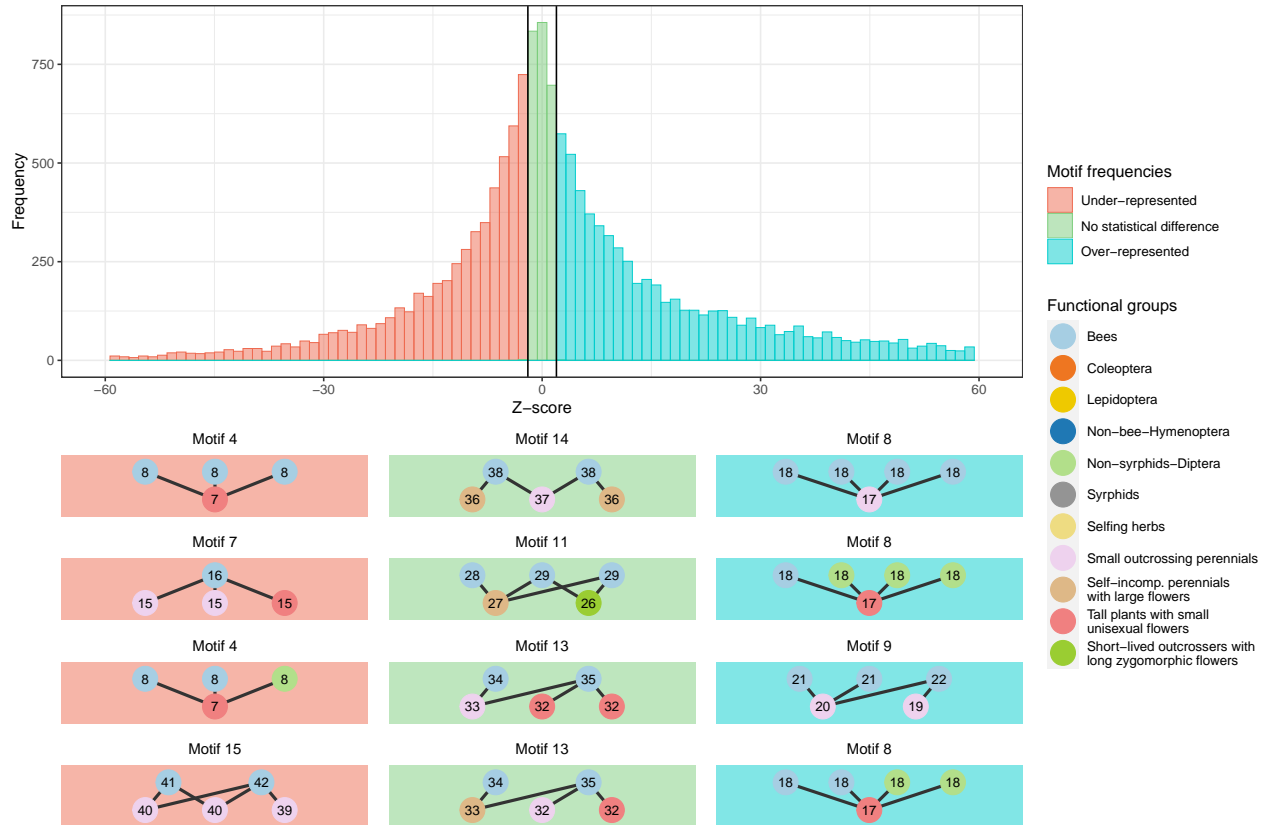 750
500
250
0
Frequency
−60
−30
0
30
60
Z−score
Motif frequencies
Under−represented
No statistical difference
Over−represented
Functional groups
Bees
Coleoptera
Lepidoptera
Non−bee−Hymenoptera
Non−syrphids−Diptera
Syrphids
Selfing herbs
Small outcrossing perennials
Self−incomp. perennials
with large flowers
Tall plants with small
unisexual flowers
Short−lived outcrossers with
long zygomorphic flowers
Motif 4
8 8 8
7
Motif 14
38 38
36 37 36
Motif 8
18 18 18 18
17
Motif 7
16
15 15 15
Motif 11
28 29 29
27 26
Motif 8
18 18 18 18
17
Motif 4
8 8 8
7
Motif 13
34 35
33 32 32
Motif 9
21 21 22
20 19
Motif 15
41 42
40 40 39
Motif 13
34 35
33 32 32
Motif 8
18 18 18 18
17